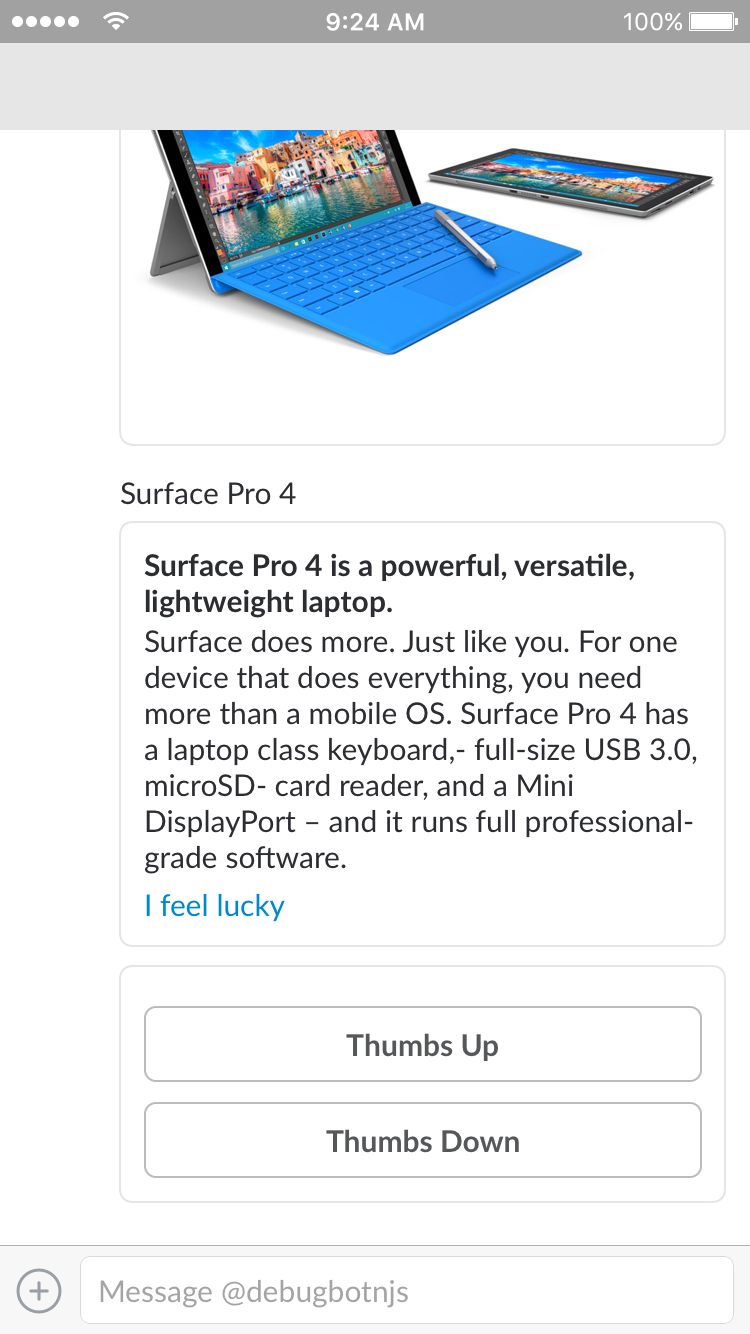 9:24 AM 100%
Surface Pro 4
Surface Pro 4 is a powerful, versatile,
lightweight laptop.
Surface does more. Just like you. For one
device that does everything, you need
more than a mobile OS. Surface Pro 4 has
a laptop class keyboard,- full-size USB 3.0,
microSD- card reader, and a Mini
DisplayPort – and it runs full professional-
grade software.
I feel lucky
Thumbs Up
Thumbs Down
Message @debugbotnjs